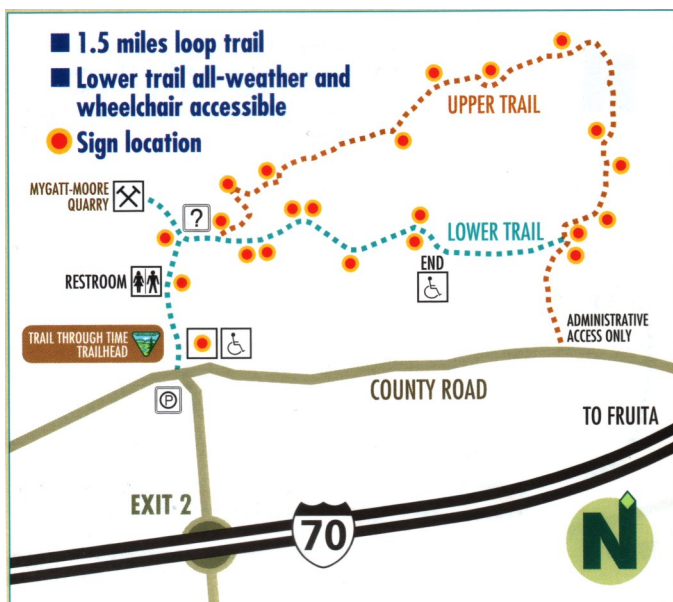 1.5 miles loop trail
Lower trail all-weather and
wheelchair accessible
Sign location
UPPER TRAIL
MYGATT-MOORE
QUARRY
?
LOWER TRAIL
RESTROOM
END
TRAIL THROUGH TIME
TRAILHEAD
ADMINISTRATIVE
ACCESS ONLY
P
COUNTY ROAD
TO FRUITA
EXIT 2
70
N